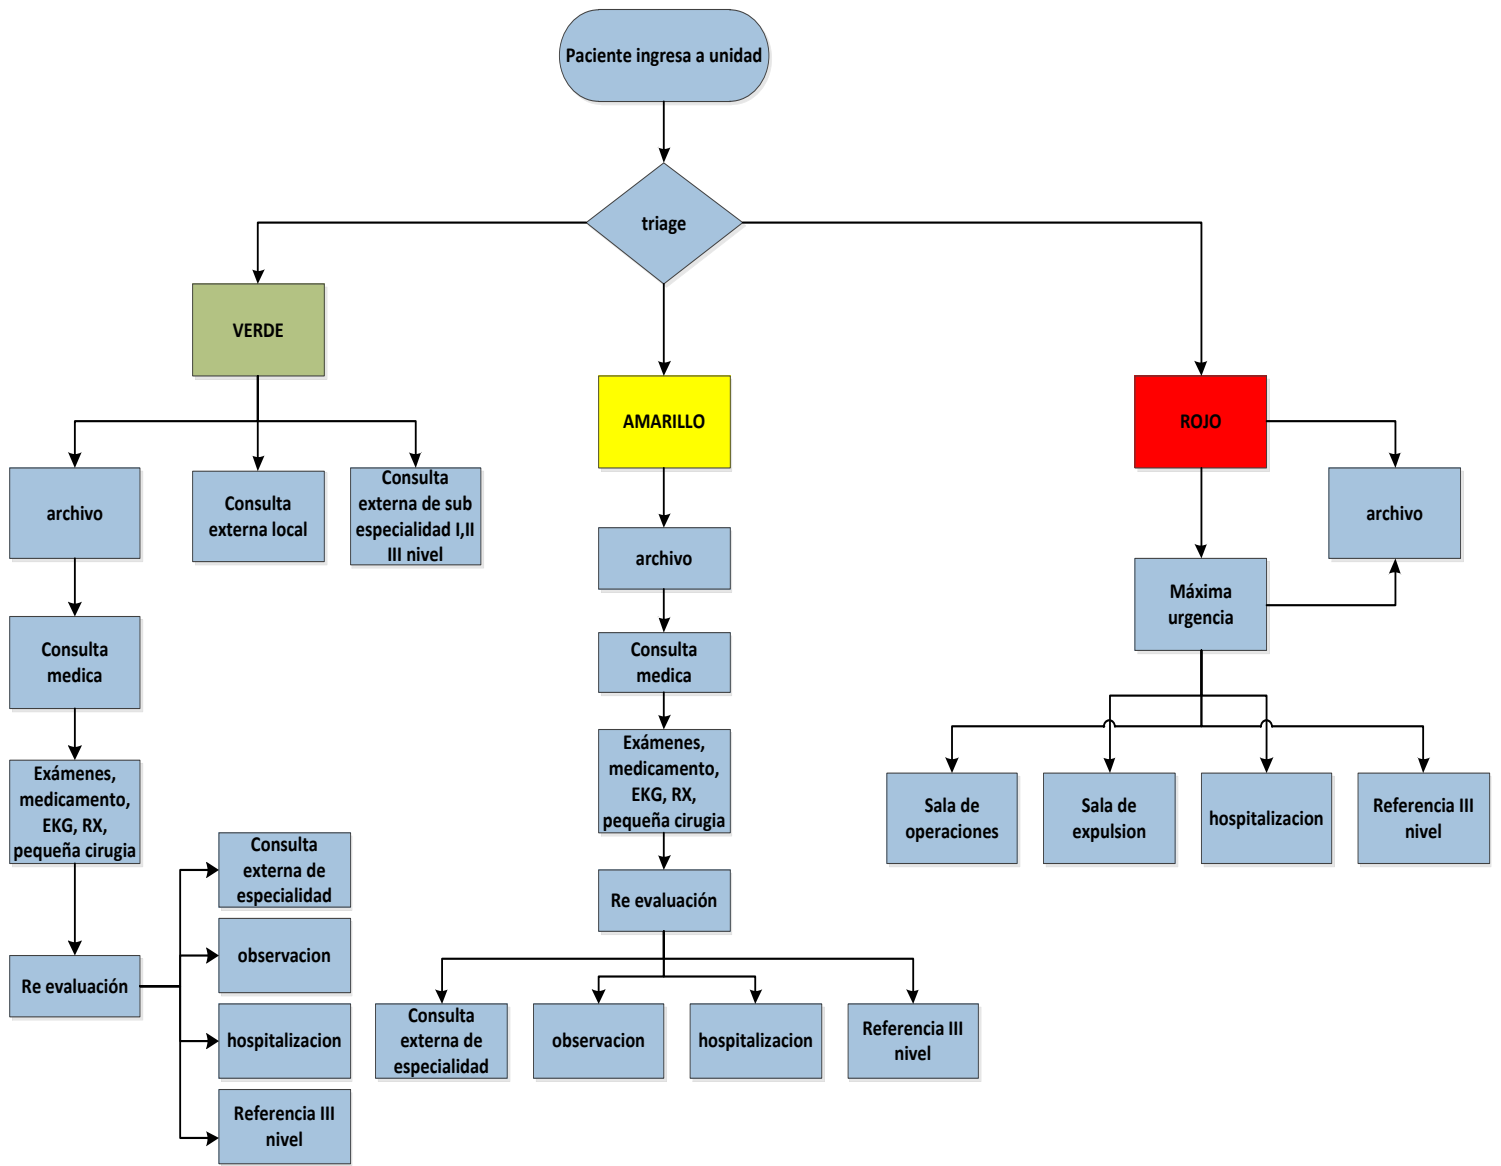 Paciente ingresa a unidad
triage
VERDE
AMARILLO
ROJO
archivo
Consulta
externa local
Consulta
externa de sub
especialidad I,II
III nivel
archivo
archivo
Máxima
urgencia
Consulta
medica
Consulta
medica
Exámenes,
medicamento,
EKG, RX,
pequeña cirugia
Exámenes,
medicamento,
EKG, RX,
pequeña cirugia
Sala de
operaciones
Sala de
expulsion
hospitalizacion
Referencia III
nivel
Re evaluación
Consulta
externa de
especialidad
observacion
hospitalizacion
Referencia III
nivel
Re evaluación
Consulta
externa de
especialidad
observacion
hospitalizacion
Referencia III
nivel